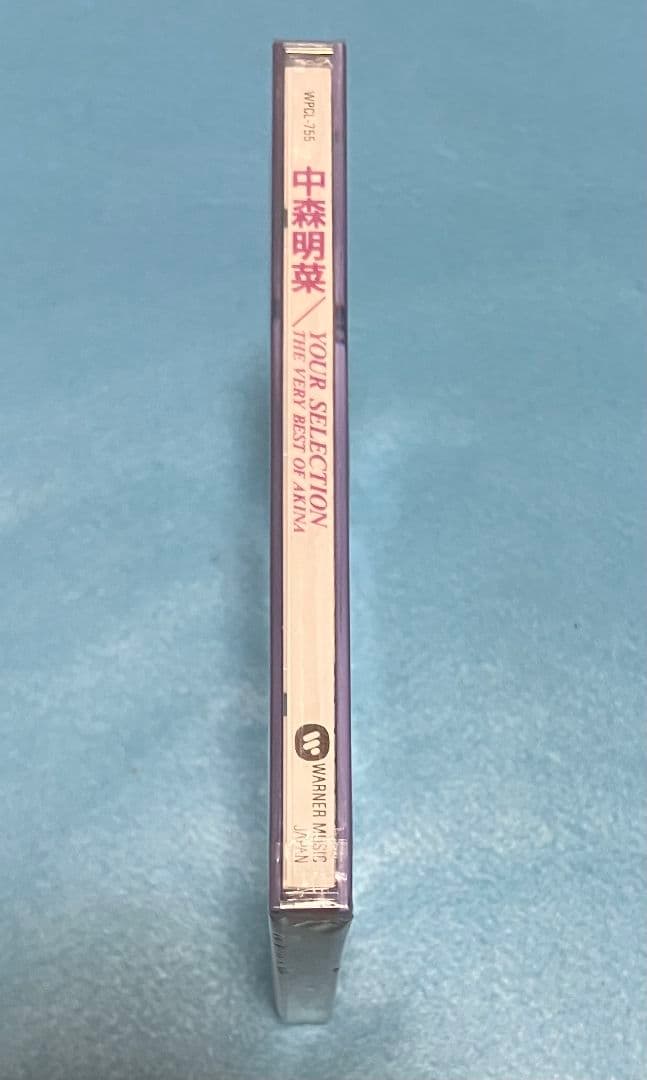 WPCL-755
中森明菜/
YOUR SELECTION
THE VERY BEST OF AKINA
WARNER MUSIC
JAPAN